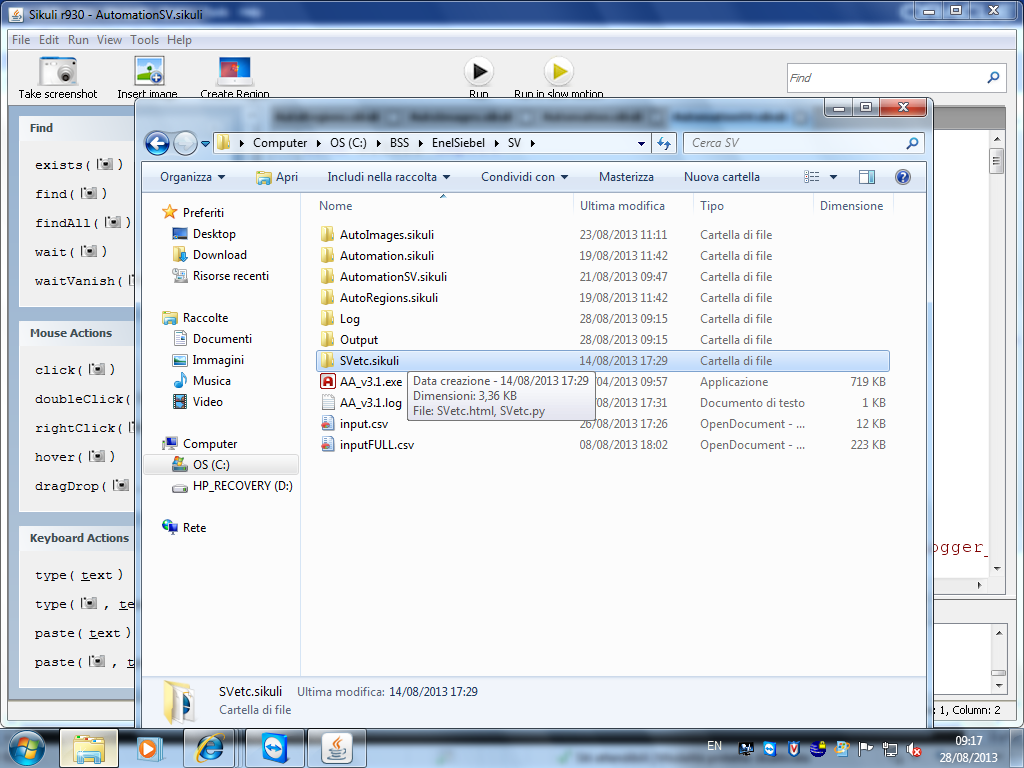 Sikuli r930 - AutomationSV.sikuli
File Edit Run View Tools Help
Take screenshot Insert image Create Region Run Run in slow motion Find
Computer OS (C:) BSS EnelSiebel SV Cerca SV
Organizza Apri Includi nella raccolta Condividi con Masterizza Nuova cartella
Find
exists( )
find( )
findAll( )
wait( )
waitVanish(
Mouse Actions
click( )
doubleClick(
rightClick(
hover( )
dragDrop(
Keyboard Actions
type( text )
type( , te
paste( text )
paste( , t
Preferiti
Desktop
Download
Risorse recenti
Raccolte
Documenti
Immagini
Musica
Video
Computer
OS (C:)
HP_RECOVERY (D:)
Rete
Nome Ultima modifica Tipo Dimensione
AutoImages.sikuli 23/08/2013 11:11 Cartella di file
Automation.sikuli 19/08/2013 11:42 Cartella di file
AutomationSV.sikuli 21/08/2013 09:47 Cartella di file
AutoRegions.sikuli 19/08/2013 11:42 Cartella di file
Log 28/08/2013 09:15 Cartella di file
Output 28/08/2013 09:15 Cartella di file
SVetc.sikuli 14/08/2013 17:29 Cartella di file
AA_v3.1.exe /04/2013 09:57 Applicazione 719 KB
AA_v3.1.log /08/2013 17:31 Documento di testo 1 KB
input.csv 26/08/2013 17:26 OpenDocument - ... 12 KB
inputFULL.csv 08/08/2013 18:02 OpenDocument - ... 223 KB
Data creazione - 14/08/2013 17:29
Dimensioni: 3,36 KB
File: SVetc.html, SVetc.py
ogger_
SVetc.sikuli Ultima modifica: 14/08/2013 17:29
Cartella di file
: 1, Column: 2
EN
09:17
28/08/2013